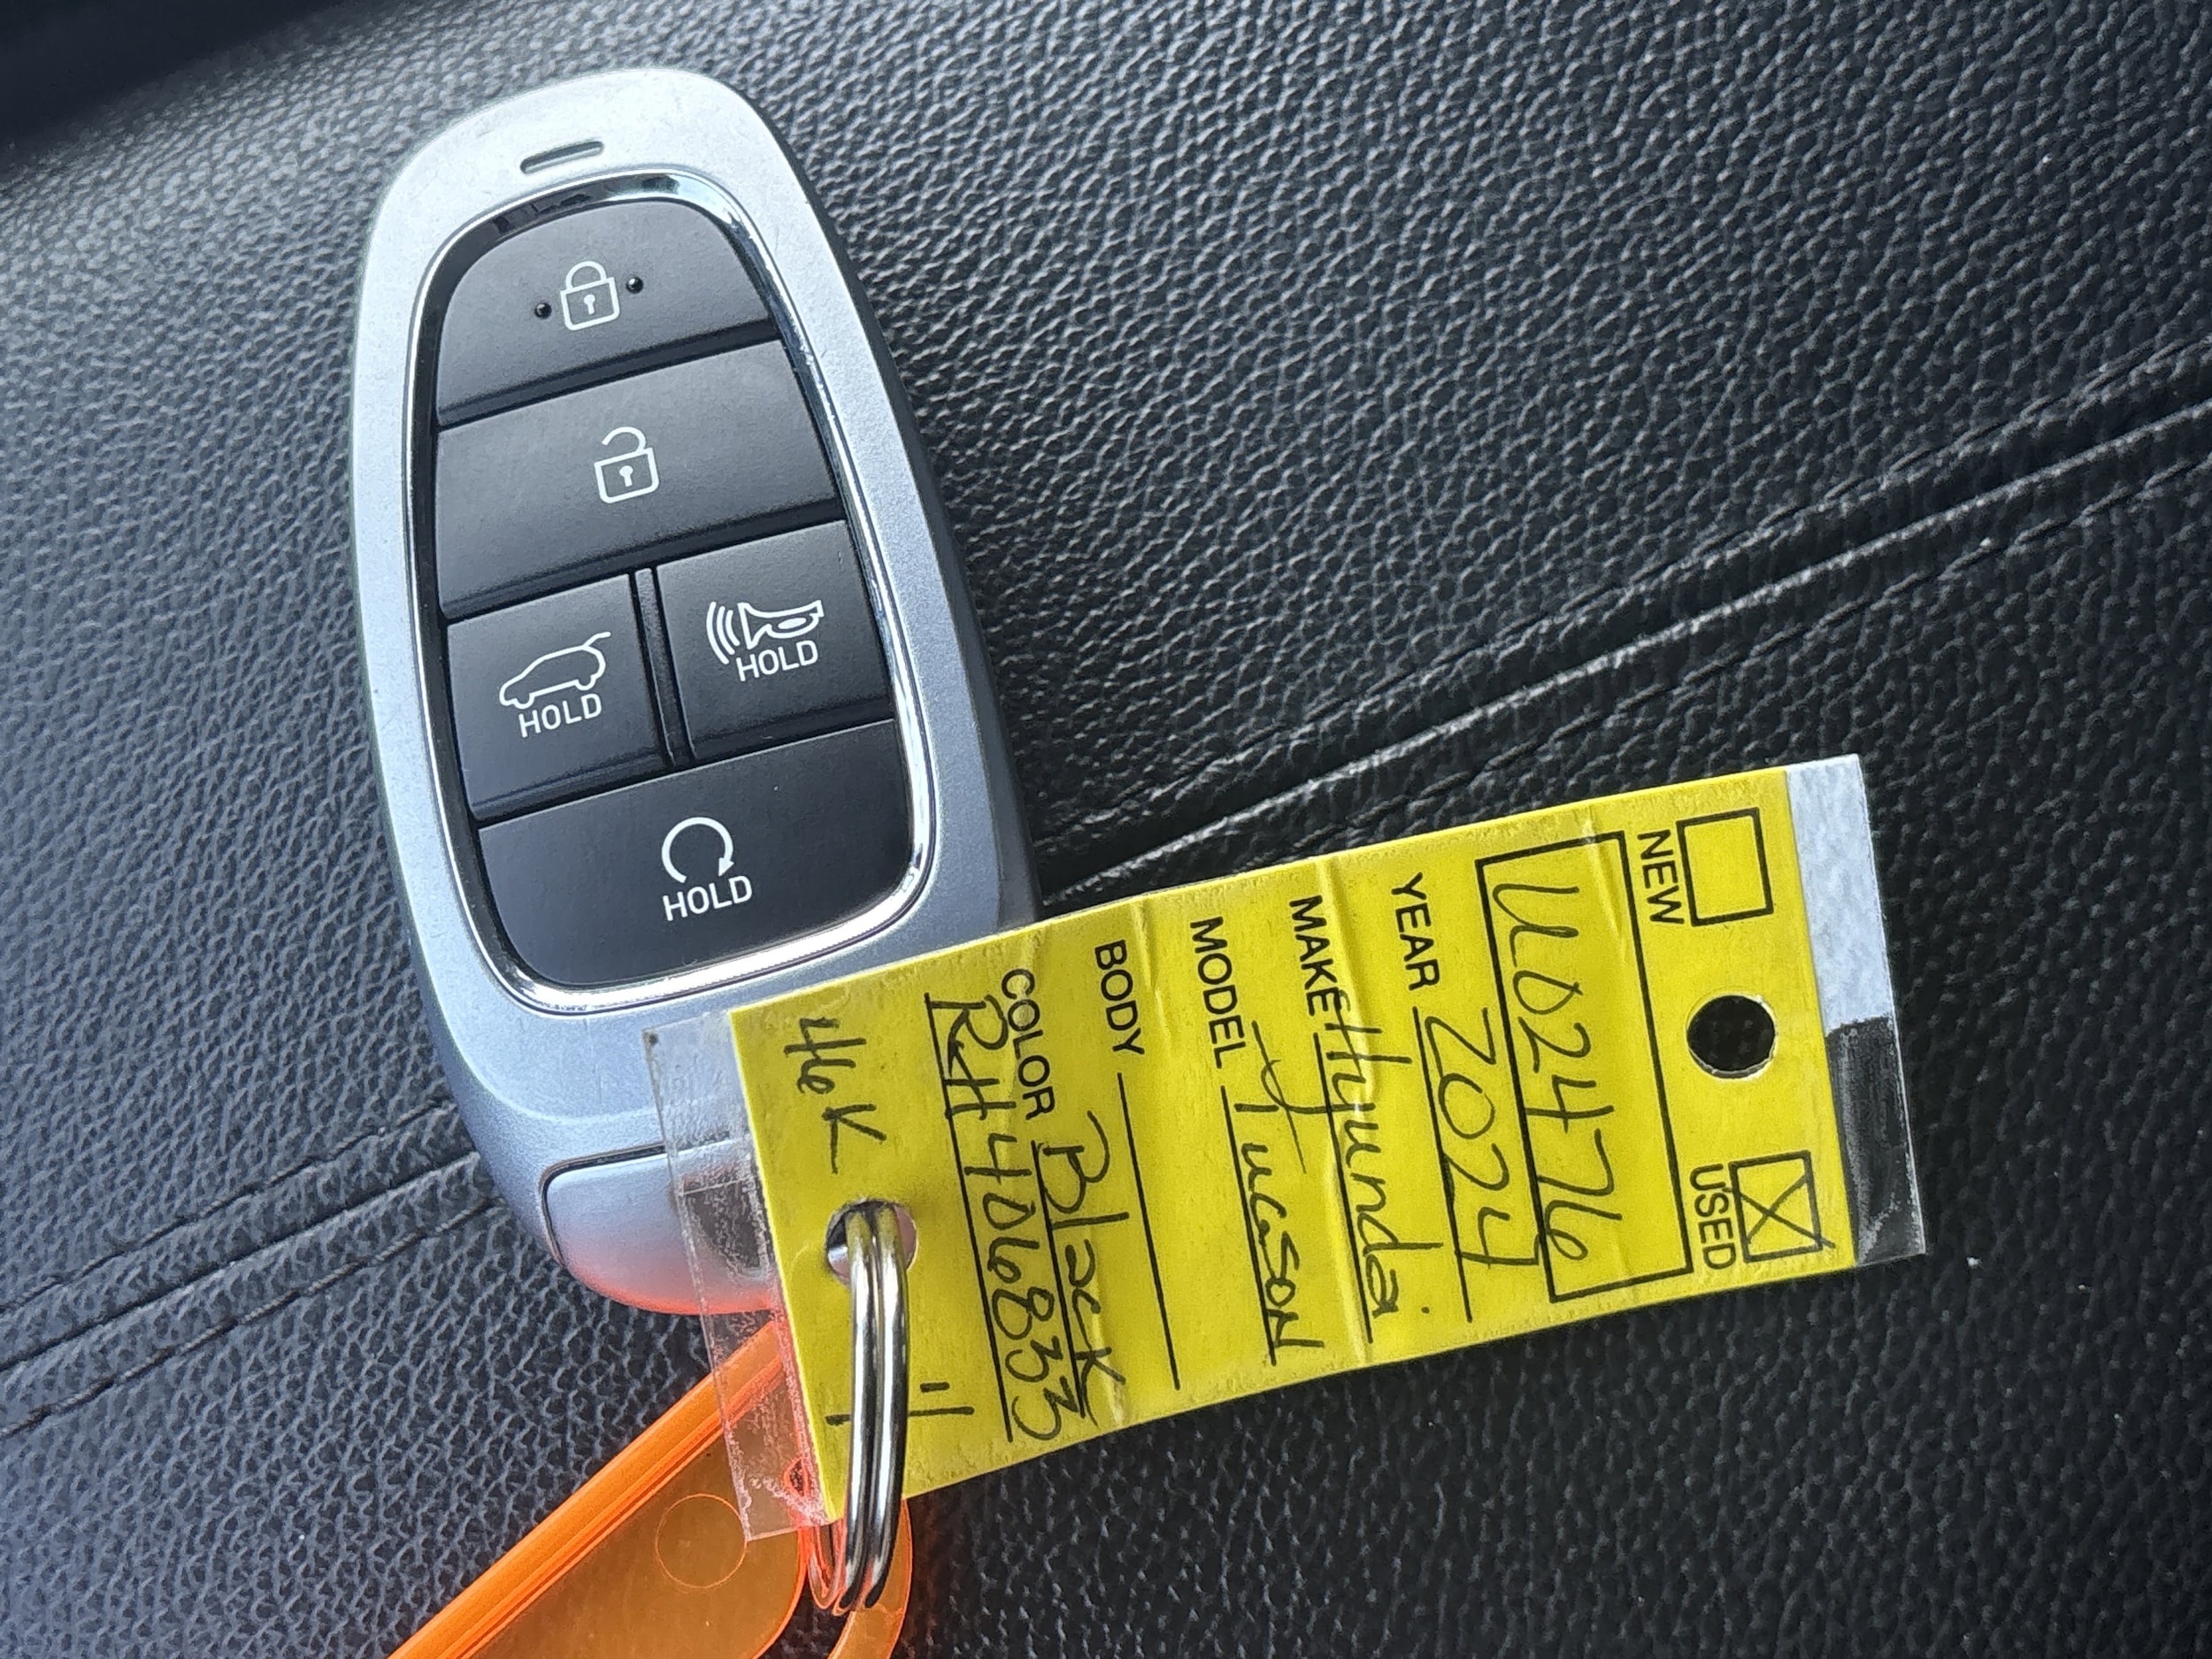 HOLD
HOLD
HOLD
NEW
USED
U02476
YEAR 2024
MAKE Hyundai
MODEL Tucson
BODY
COLOR Black
RH406833
46K